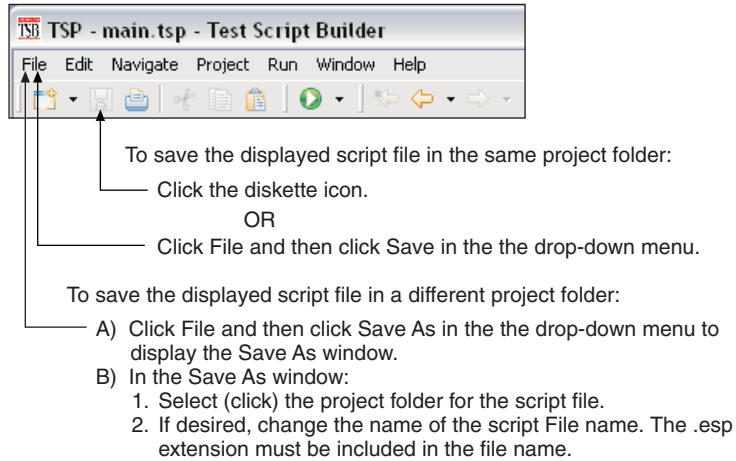 TSB TSP - main.tsp - Test Script Builder
File Edit Navigate Project Run Window Help
To save the displayed script file in the same project folder:
Click the diskette icon.
OR
Click File and then click Save in the the drop-down menu.
To save the displayed script file in a different project folder:
A) Click File and then click Save As in the the drop-down menu to
display the Save As window.
B) In the Save As window:
1. Select (click) the project folder for the script file.
2. If desired, change the name of the script File name. The .esp
extension must be included in the file name.